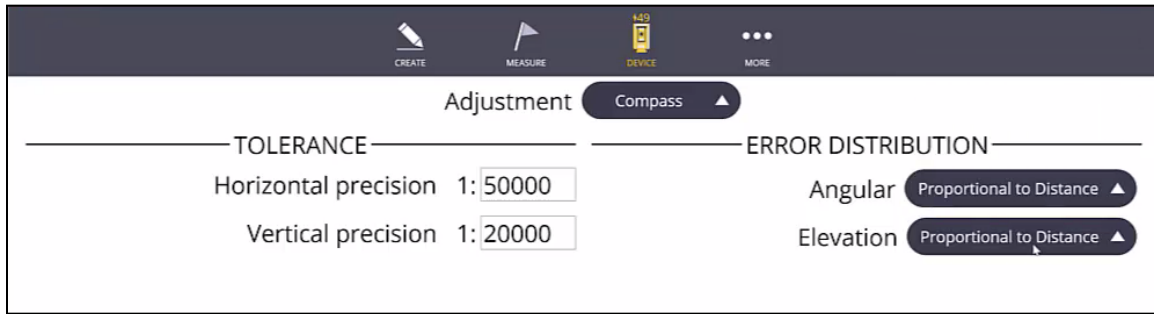 49
CREATE MEASURE DEVICE MORE
Adjustment Compass
TOLERANCE ERROR DISTRIBUTION
Horizontal precision 1: 50000 Angular Proportional to Distance
Vertical precision 1: 20000 Elevation Proportional to Distance